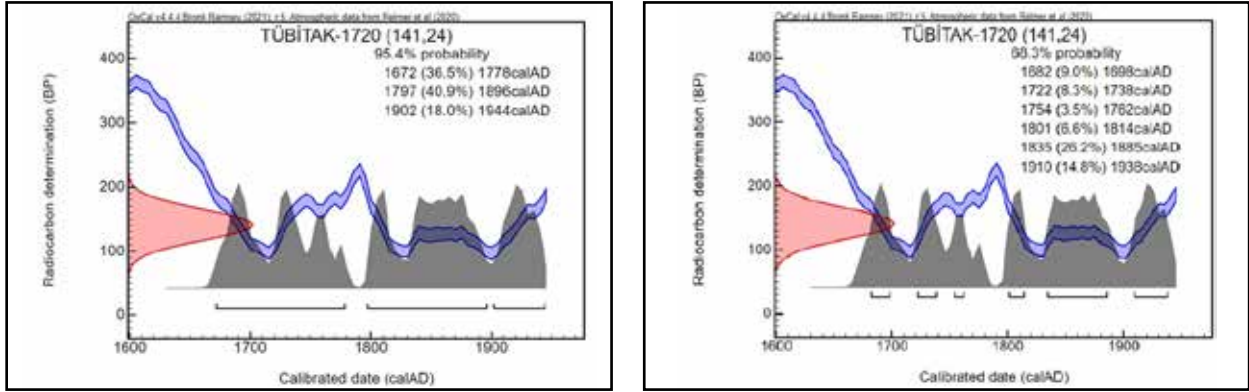 OxCal v4.4.4 Bronk Ramsey (2021); r:5 Atmospheric data from Reimer et al (2020)
TÜBİTAK-1720 (141,24)
95.4% probability
1672 (36.5%) 1778calAD
1797 (40.9%) 1896calAD
1902 (18.0%) 1944calAD
Radiocarbon determination (BP)
400
300
200
100
0
1600 1700 1800 1900
Calibrated date (calAD)
OxCal v4.4.4 Bronk Ramsey (2021); r:5 Atmospheric data from Reimer et al (2020)
TÜBİTAK-1720 (141,24)
68.3% probability
1682 (9.0%) 1698calAD
1722 (8.3%) 1738calAD
1754 (3.5%) 1762calAD
1801 (6.6%) 1814calAD
1835 (26.2%) 1885calAD
1910 (14.8%) 1938calAD
Radiocarbon determination (BP)
400
300
200
100
0
1600 1700 1800 1900
Calibrated date (calAD)